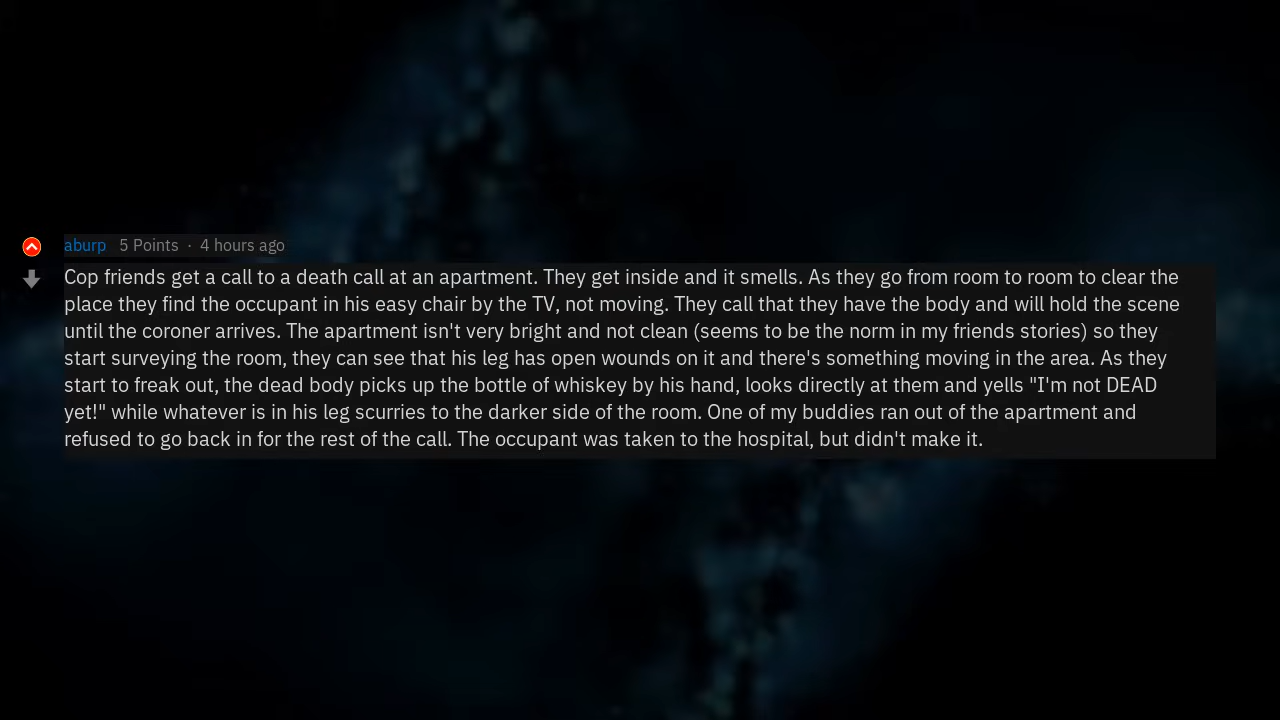 aburp 5 Points · 4 hours ago
Cop friends get a call to a death call at an apartment. They get inside and it smells. As they go from room to room to clear the
place they find the occupant in his easy chair by the TV, not moving. They call that they have the body and will hold the scene
until the coroner arrives. The apartment isn't very bright and not clean (seems to be the norm in my friends stories) so they
start surveying the room, they can see that his leg has open wounds on it and there's something moving in the area. As they
start to freak out, the dead body picks up the bottle of whiskey by his hand, looks directly at them and yells "I'm not DEAD
yet!" while whatever is in his leg scurries to the darker side of the room. One of my buddies ran out of the apartment and
refused to go back in for the rest of the call. The occupant was taken to the hospital, but didn't make it.